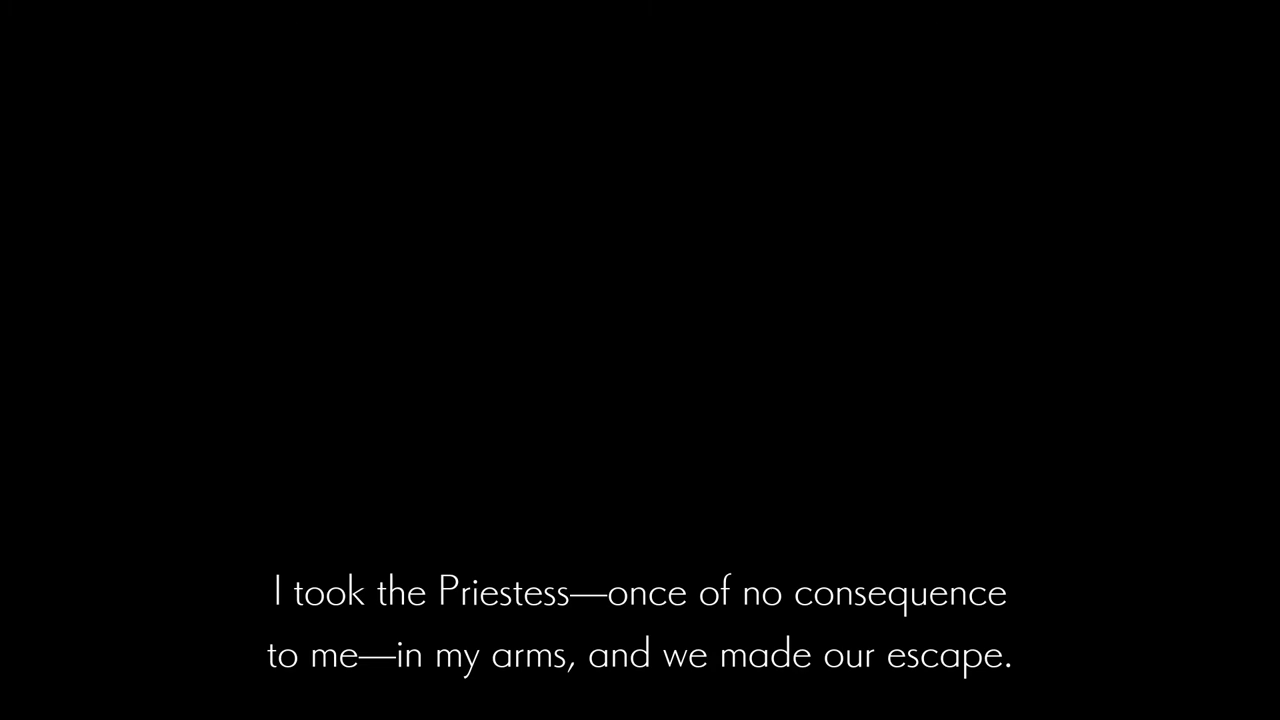 I took the Priestess—once of no consequence
to me—in my arms, and we made our escape.